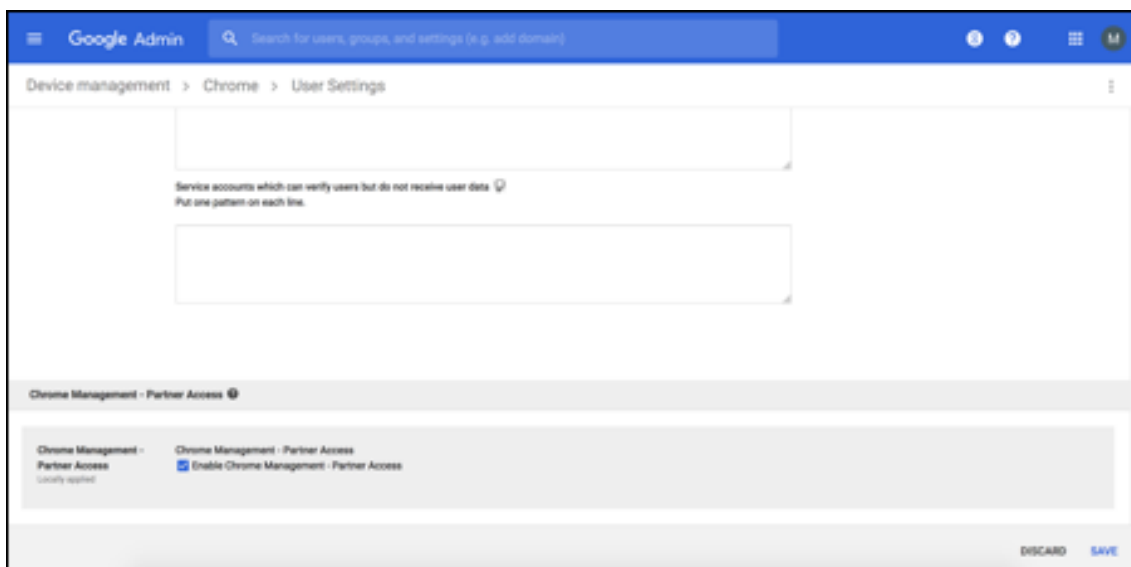 Google Admin
Search for users, groups, and settings (e.g. add domain)
M
Device management > Chrome > User Settings
Service accounts which can verify users but do not receive user data
Put one pattern on each line.
Chrome Management - Partner Access
Chrome Management - Partner Access
Locally applied
Chrome Management - Partner Access
Enable Chrome Management - Partner Access
DISCARD SAVE